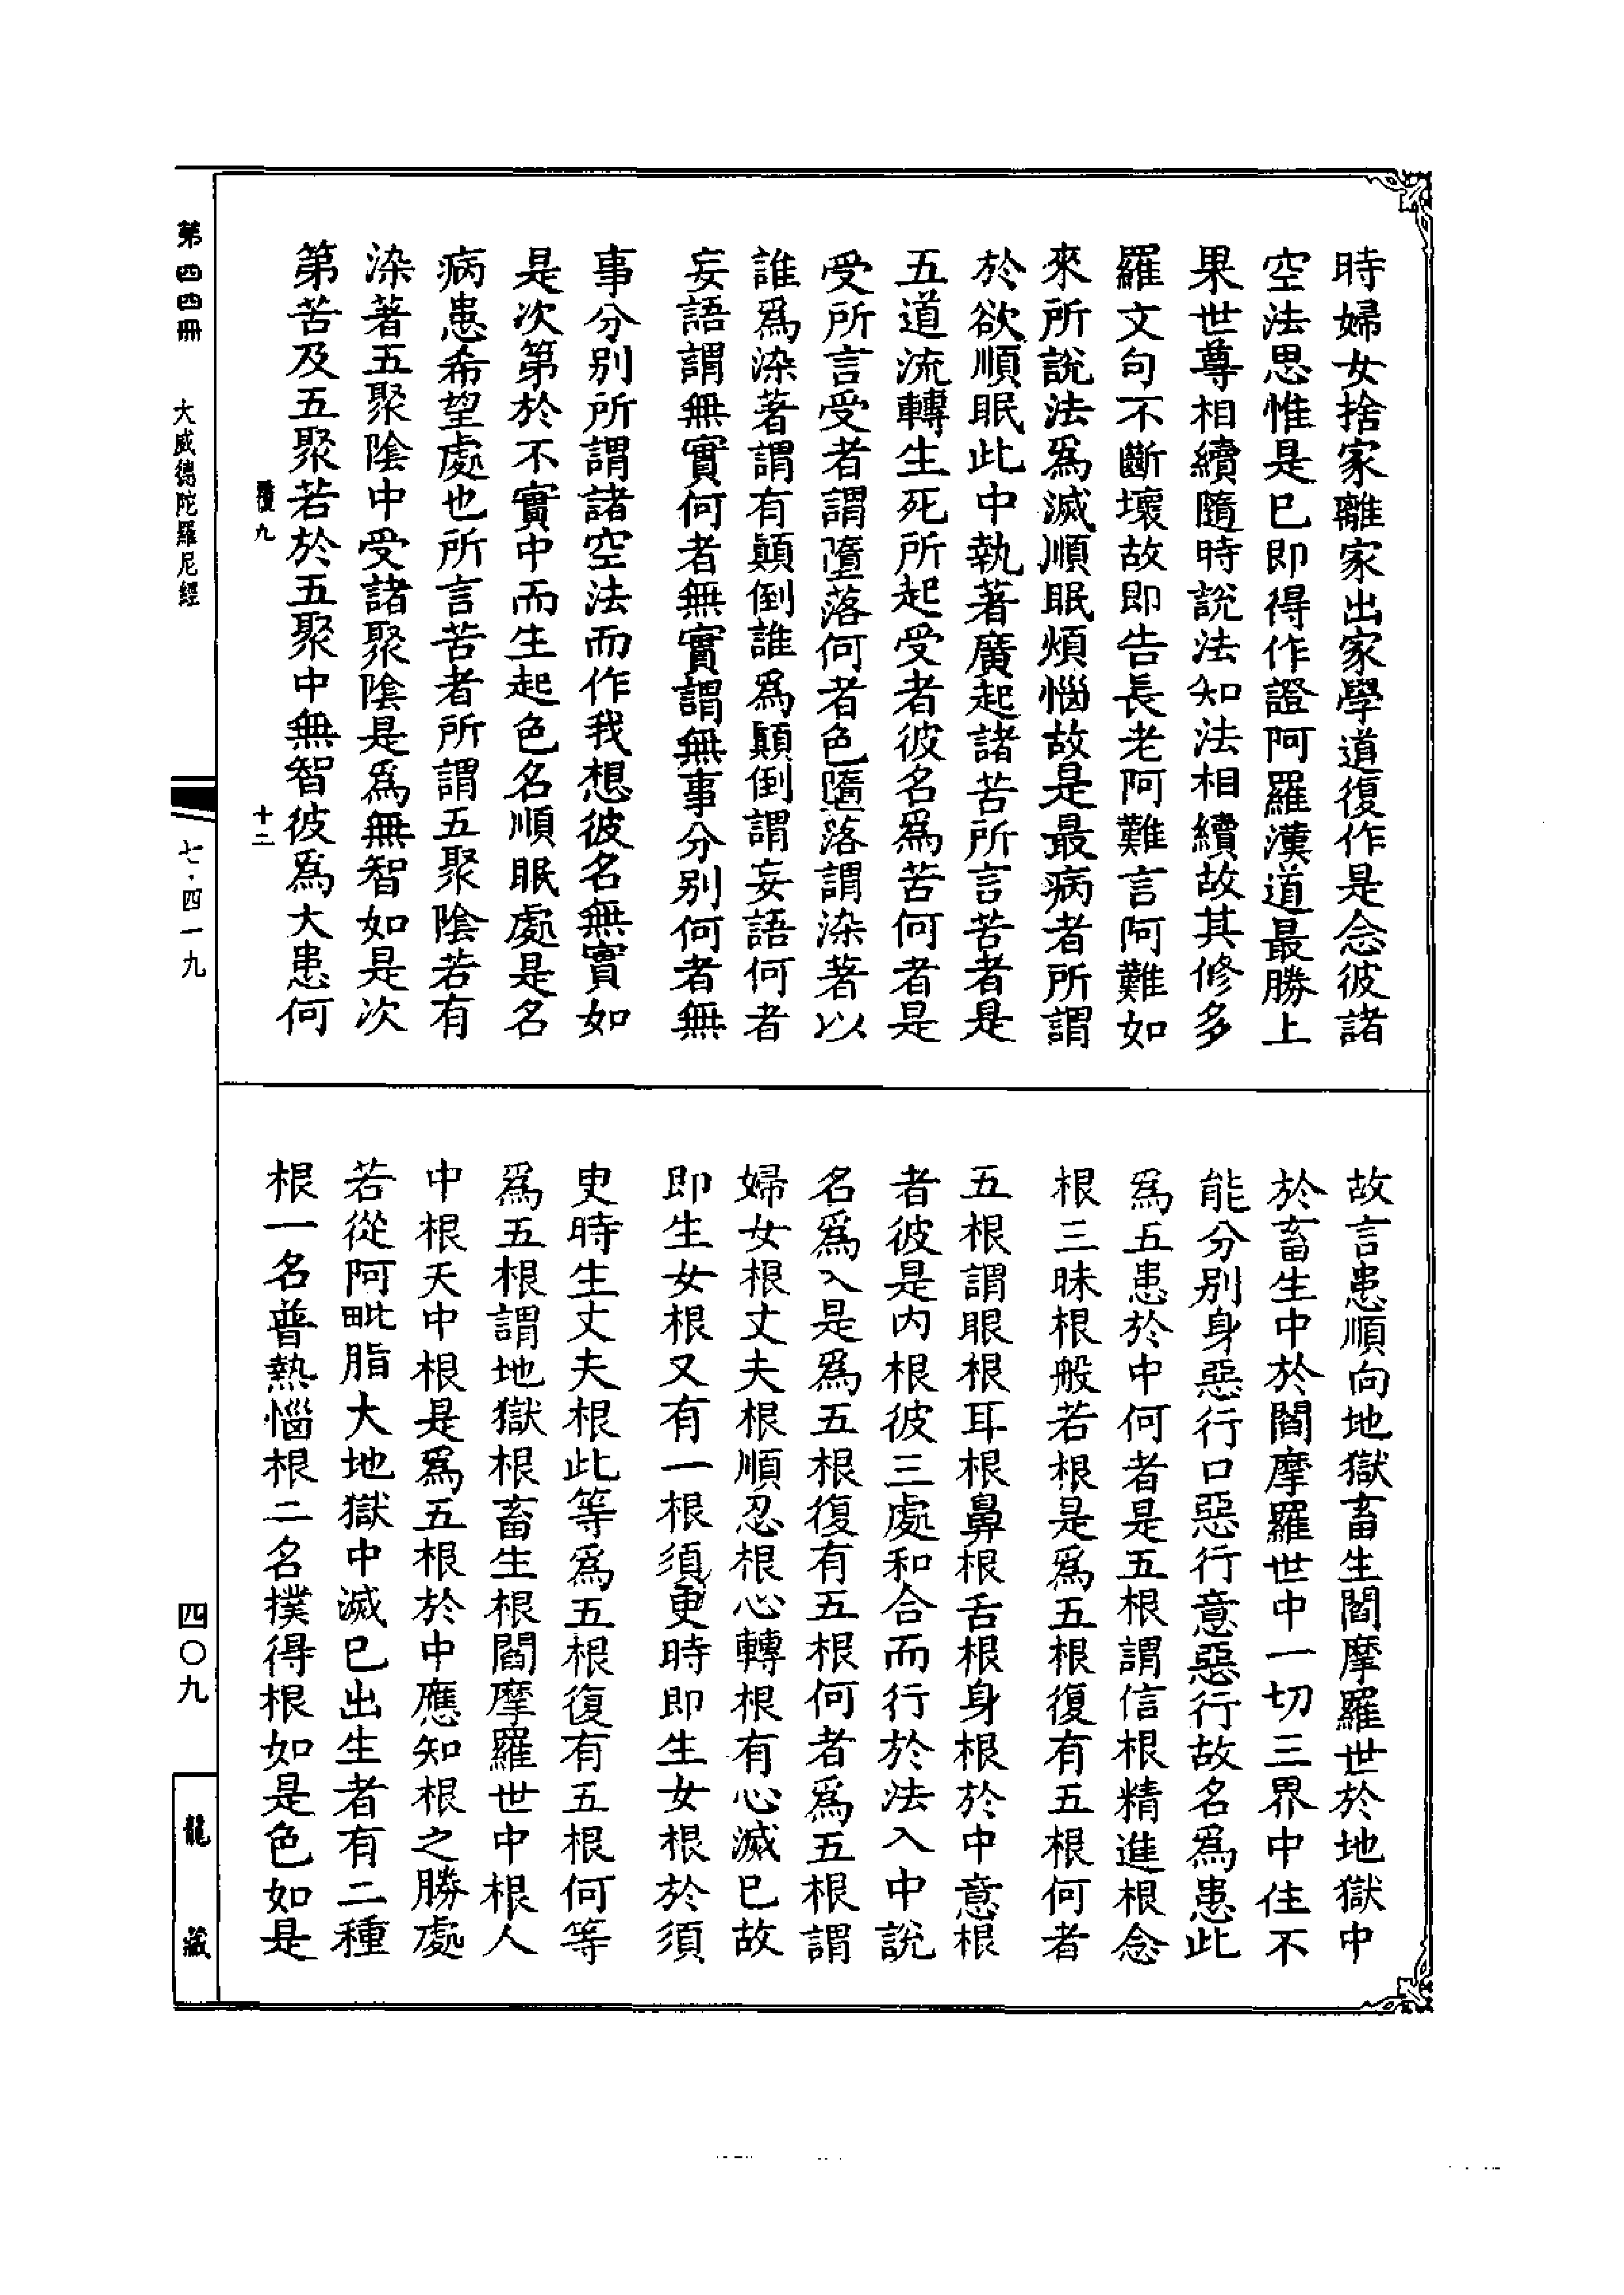 時婦女捨家離家出家學道復作是念彼諸
空法思惟是已即得作證阿羅漢道最勝上
果世尊相續隨時說法知法相續故其修多
羅文句不斷壞故即告長老阿難言阿難如
來所說法爲滅順眠煩惱故是最病者所謂
於欲順眠此中執著廣起諸苦所言苦者是
五道流轉生死所起受者彼名爲苦何者是
受所言受者謂墮落何者色墮落謂染著以
誰爲染著謂有顛倒誰爲顛倒謂妄語何者
妄語謂無實何者無實謂無事分別何者無
事分別所謂諸空法而作我想彼名無實如
是次第於不實中而生起色名順眠處是名
病患希望處也所言苦者所謂五聚陰若有
染著五聚陰中受諸聚陰是爲無智如是次
第苦及五聚若於五聚中無智彼爲大患何
故言患順向地獄畜生閻摩羅世於地獄中
於畜生中於閻摩羅世中一切三界中住不
能分別身惡行口惡行意惡行故名爲患此
爲五患於中何者是五根謂信根精進根念
根三昧根般若根是爲五根復有五根何者
五根謂眼根耳根鼻根舌根身根於中意根
者彼是内根彼三處和合而行於法入中說
名爲入是爲五根復有五根何者爲五根謂
婦女根丈夫根順忍根心轉根有心滅已故
即生女根又有一根須更時即生女根於須
史時生丈夫根此等爲五根復有五根何等
爲五根謂地獄根畜生根閻摩羅世中根人
中根天中根是爲五根於中應知根之勝處
若從阿毗脂大地獄中滅已出生者有二種
根一名普熱惱根二名撲得根如是色如是
第四四冊
大威德陀羅尼經
九
十二
七·四一九
四〇九
龍藏